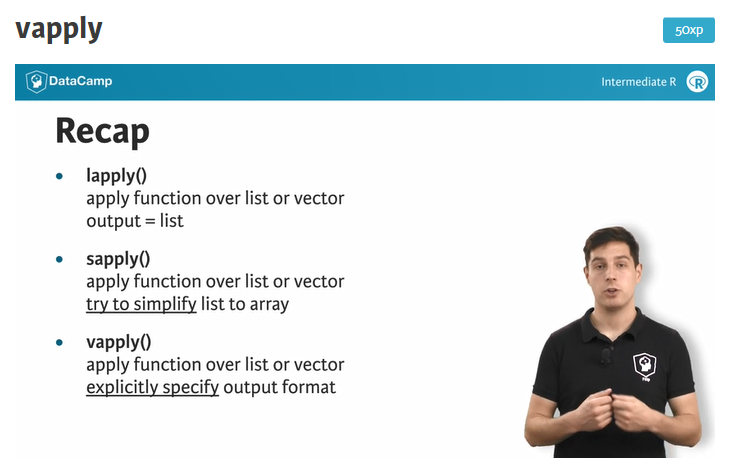 vapply
50xp
DataCamp
Intermediate R
R
Recap
• lapply()
apply function over list or vector
output = list
• sapply()
apply function over list or vector
try to simplify list to array
• vapply()
apply function over list or vector
explicitly specify output format